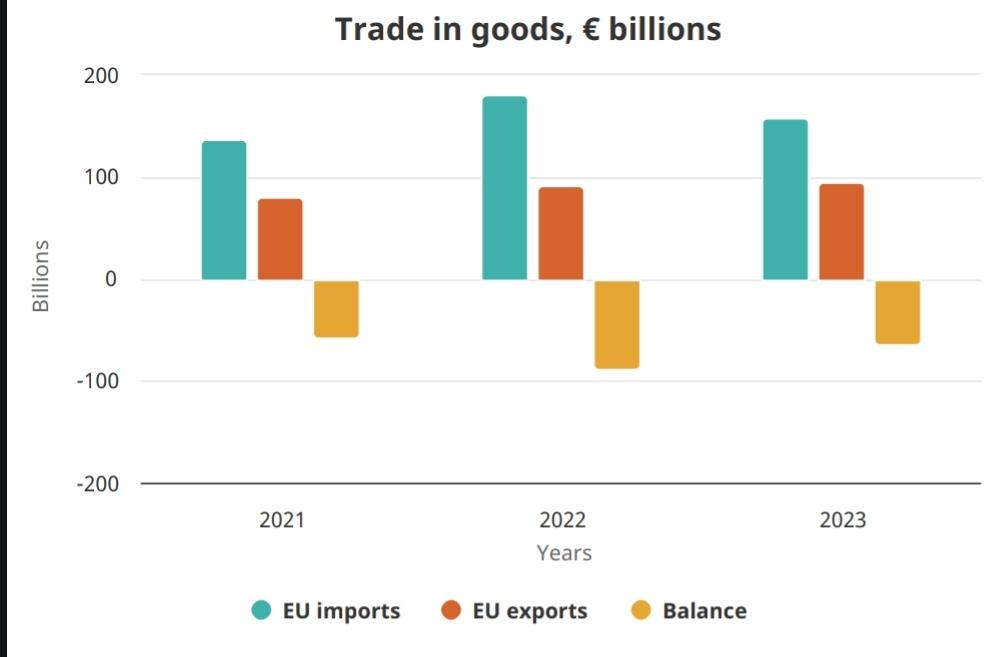 Trade in goods, € billions
200
100
0
-100
-200
Billions
2021 2022 2023
Years
EU imports EU exports Balance